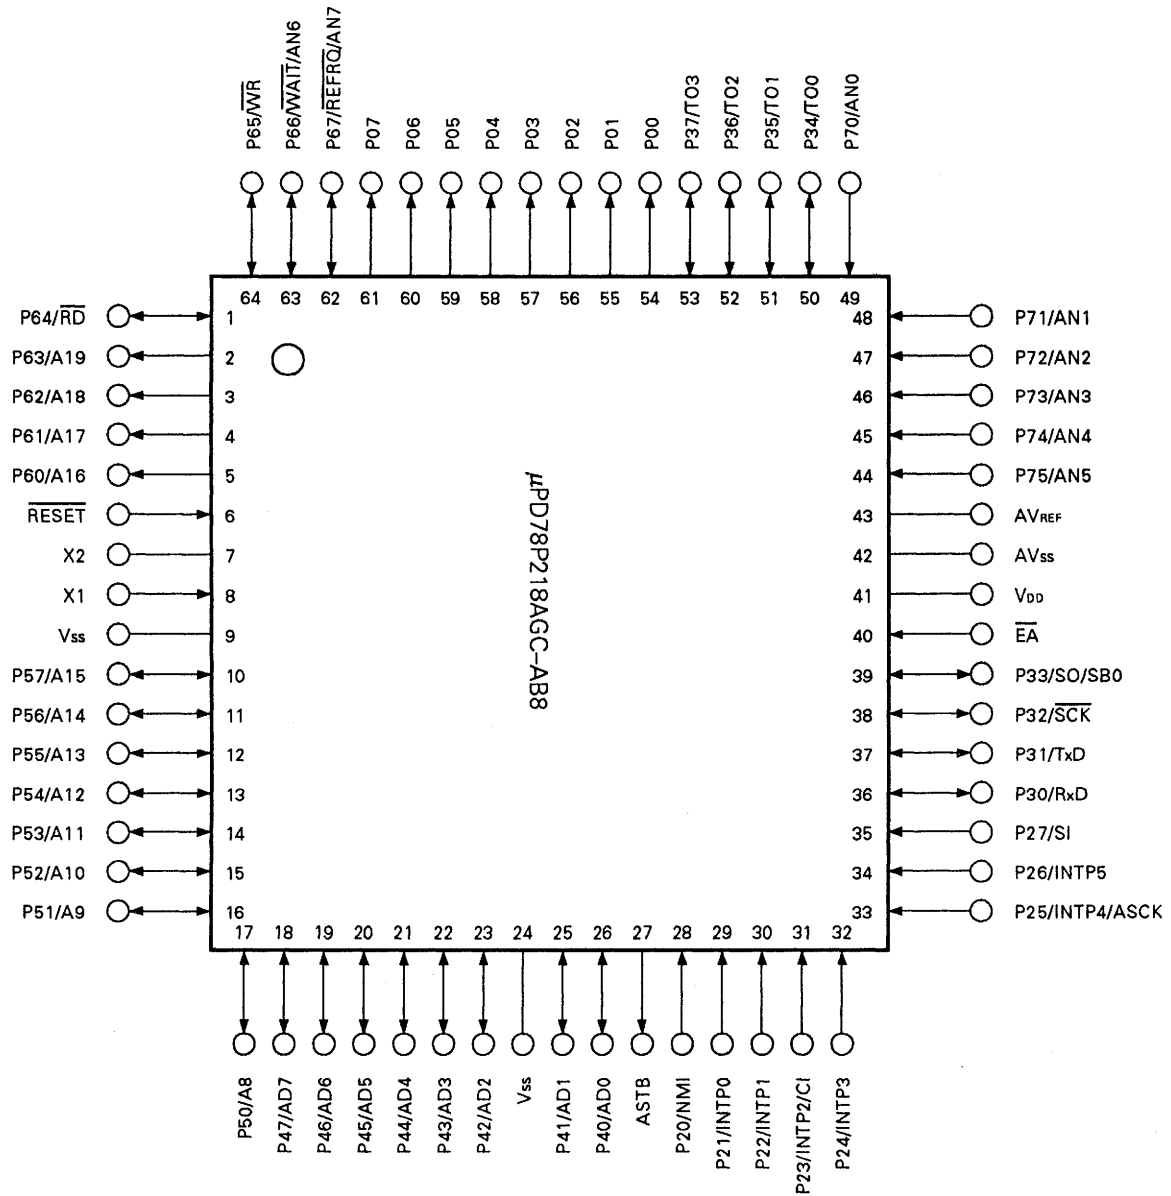 P65/W̅R̅
P66/W̅A̅I̅T̅/AN6
P67/R̅E̅F̅R̅Q̅/AN7
P07
P06
P05
P04
P03
P02
P01
P00
P37/TO3
P36/TO2
P35/TO1
P34/TO0
P70/AN0
64 63 62 61 60 59 58 57 56 55 54 53 52 51 50 49
P64/R̅D̅ 1 48 P71/AN1
P63/A19 2 47 P72/AN2
P62/A18 3 46 P73/AN3
P61/A17 4 45 P74/AN4
P60/A16 5 44 P75/AN5
R̅E̅S̅E̅T̅ 6 43 AVREF
X2 7 42 AVss
X1 8 41 VDD
Vss 9 40 E̅A̅
P57/A15 10 39 P33/SO/SB0
P56/A14 11 38 P32/S̅C̅K̅
P55/A13 12 37 P31/TxD
P54/A12 13 36 P30/RxD
P53/A11 14 35 P27/SI
P52/A10 15 34 P26/INTP5
P51/A9 16 33 P25/INTP4/ASCK
μPD78P218AGC-AB8
17 18 19 20 21 22 23 24 25 26 27 28 29 30 31 32
P50/A8
P47/AD7
P46/AD6
P45/AD5
P44/AD4
P43/AD3
P42/AD2
Vss
P41/AD1
P40/AD0
ASTB
P20/NMI
P21/INTP0
P22/INTP1
P23/INTP2/CI
P24/INTP3